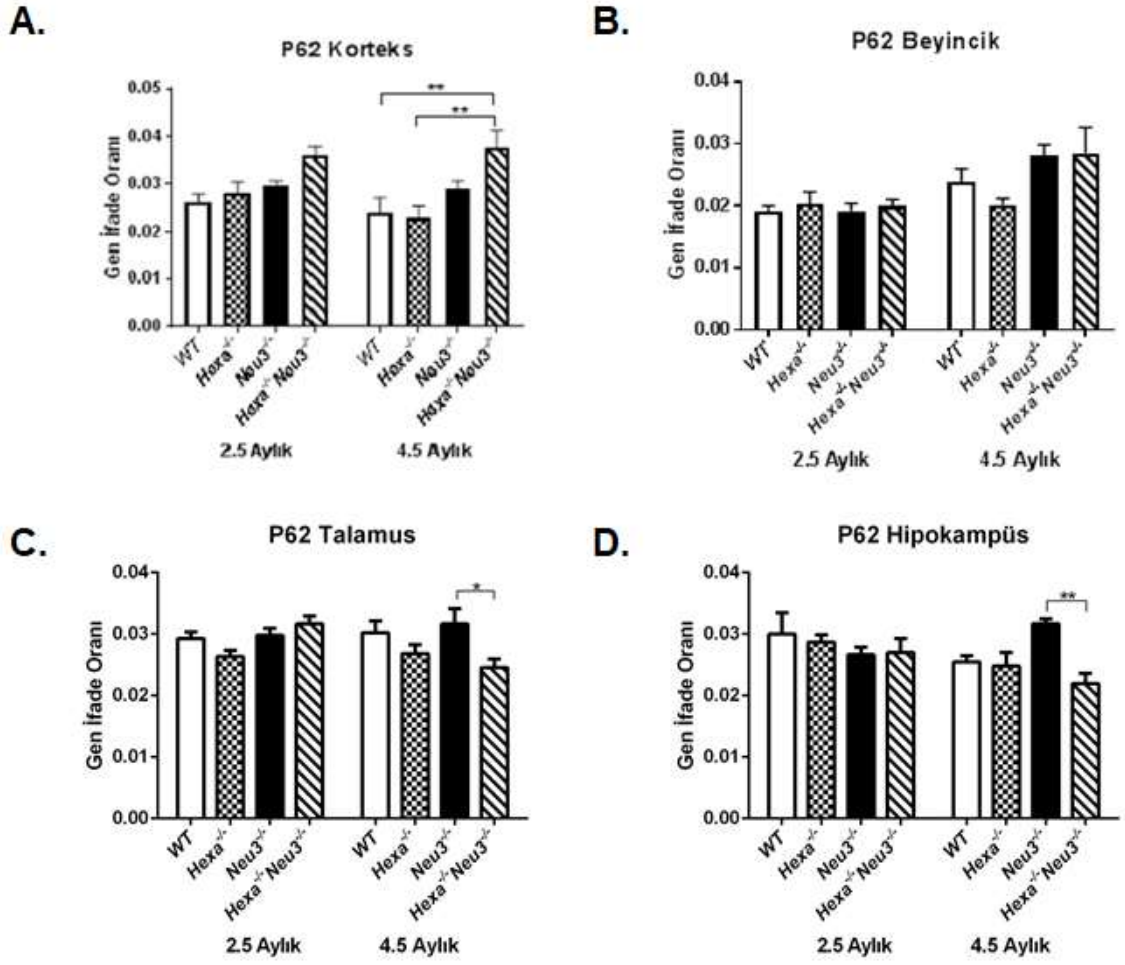 A.
P62 Korteks
Gen İfade Oranı
0.05
0.04
0.03
0.02
0.01
0.00
** 
**
WT
Hexa-/-
Neu3-/-
Hexa-/-Neu3-/-
WT
Hexa-/-
Neu3-/-
Hexa-/-Neu3-/-
2.5 Aylık
4.5 Aylık
B.
P62 Beyincik
Gen İfade Oranı
0.04
0.03
0.02
0.01
0.00
WT
Hexa-/-
Neu3-/-
Hexa-/-Neu3-/-
WT
Hexa-/-
Neu3-/-
Hexa-/-Neu3-/-
2.5 Aylık
4.5 Aylık
C.
P62 Talamus
Gen İfade Oranı
0.04
0.03
0.02
0.01
0.00
*
WT
Hexa-/-
Neu3-/-
Hexa-/-Neu3-/-
WT
Hexa-/-
Neu3-/-
Hexa-/-Neu3-/-
2.5 Aylık
4.5 Aylık
D.
P62 Hipokampüs
Gen İfade Oranı
0.04
0.03
0.02
0.01
0.00
**
WT
Hexa-/-
Neu3-/-
Hexa-/-Neu3-/-
WT
Hexa-/-
Neu3-/-
Hexa-/-Neu3-/-
2.5 Aylık
4.5 Aylık